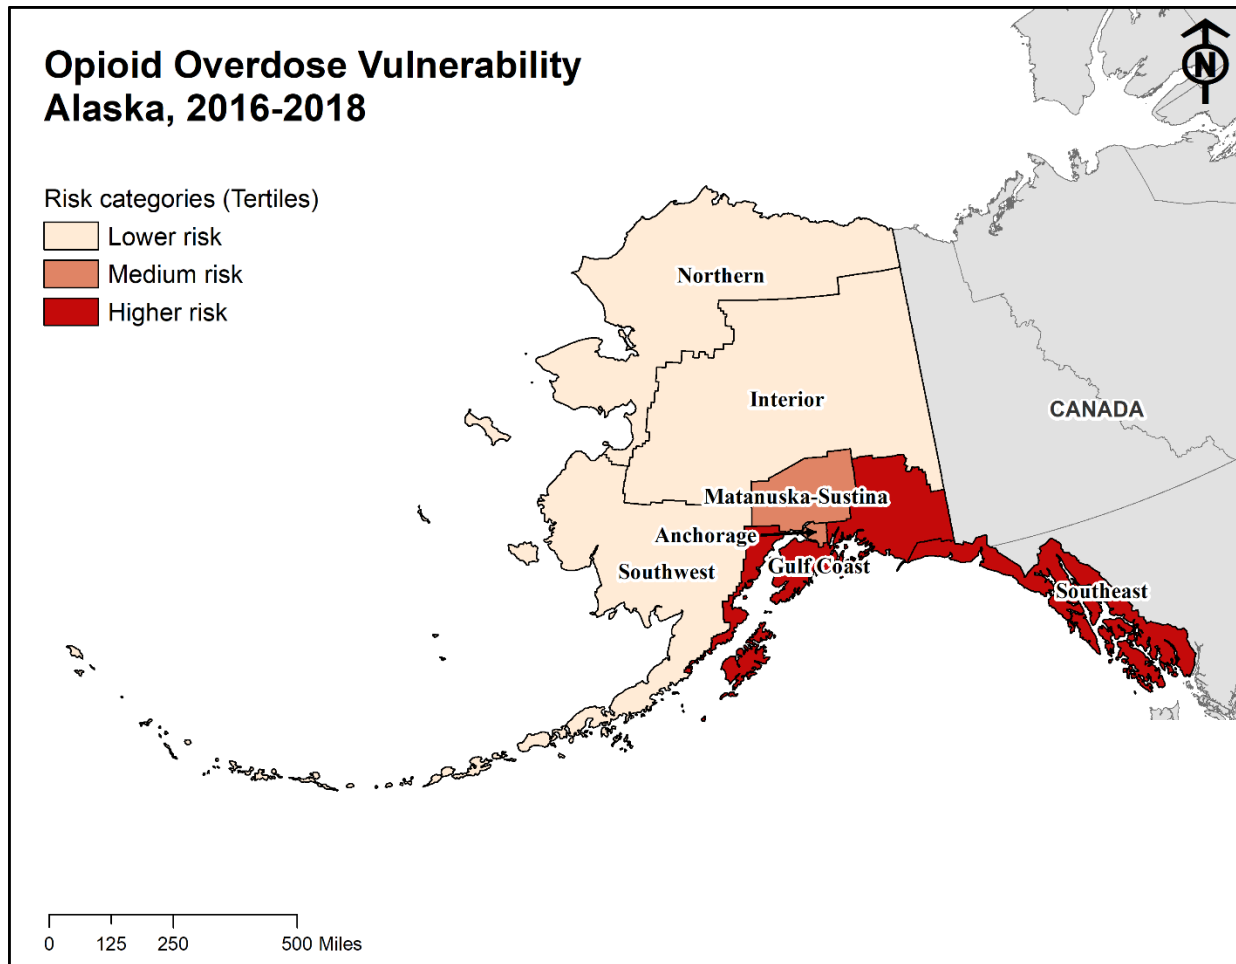 Opioid Overdose Vulnerability
Alaska, 2016-2018
N
Risk categories (Tertiles)
Lower risk
Medium risk
Higher risk
Northern
Interior
CANADA
Matanuska-Sustina
Anchorage
Gulf Coast
Southwest
Southeast
0 125 250 500 Miles